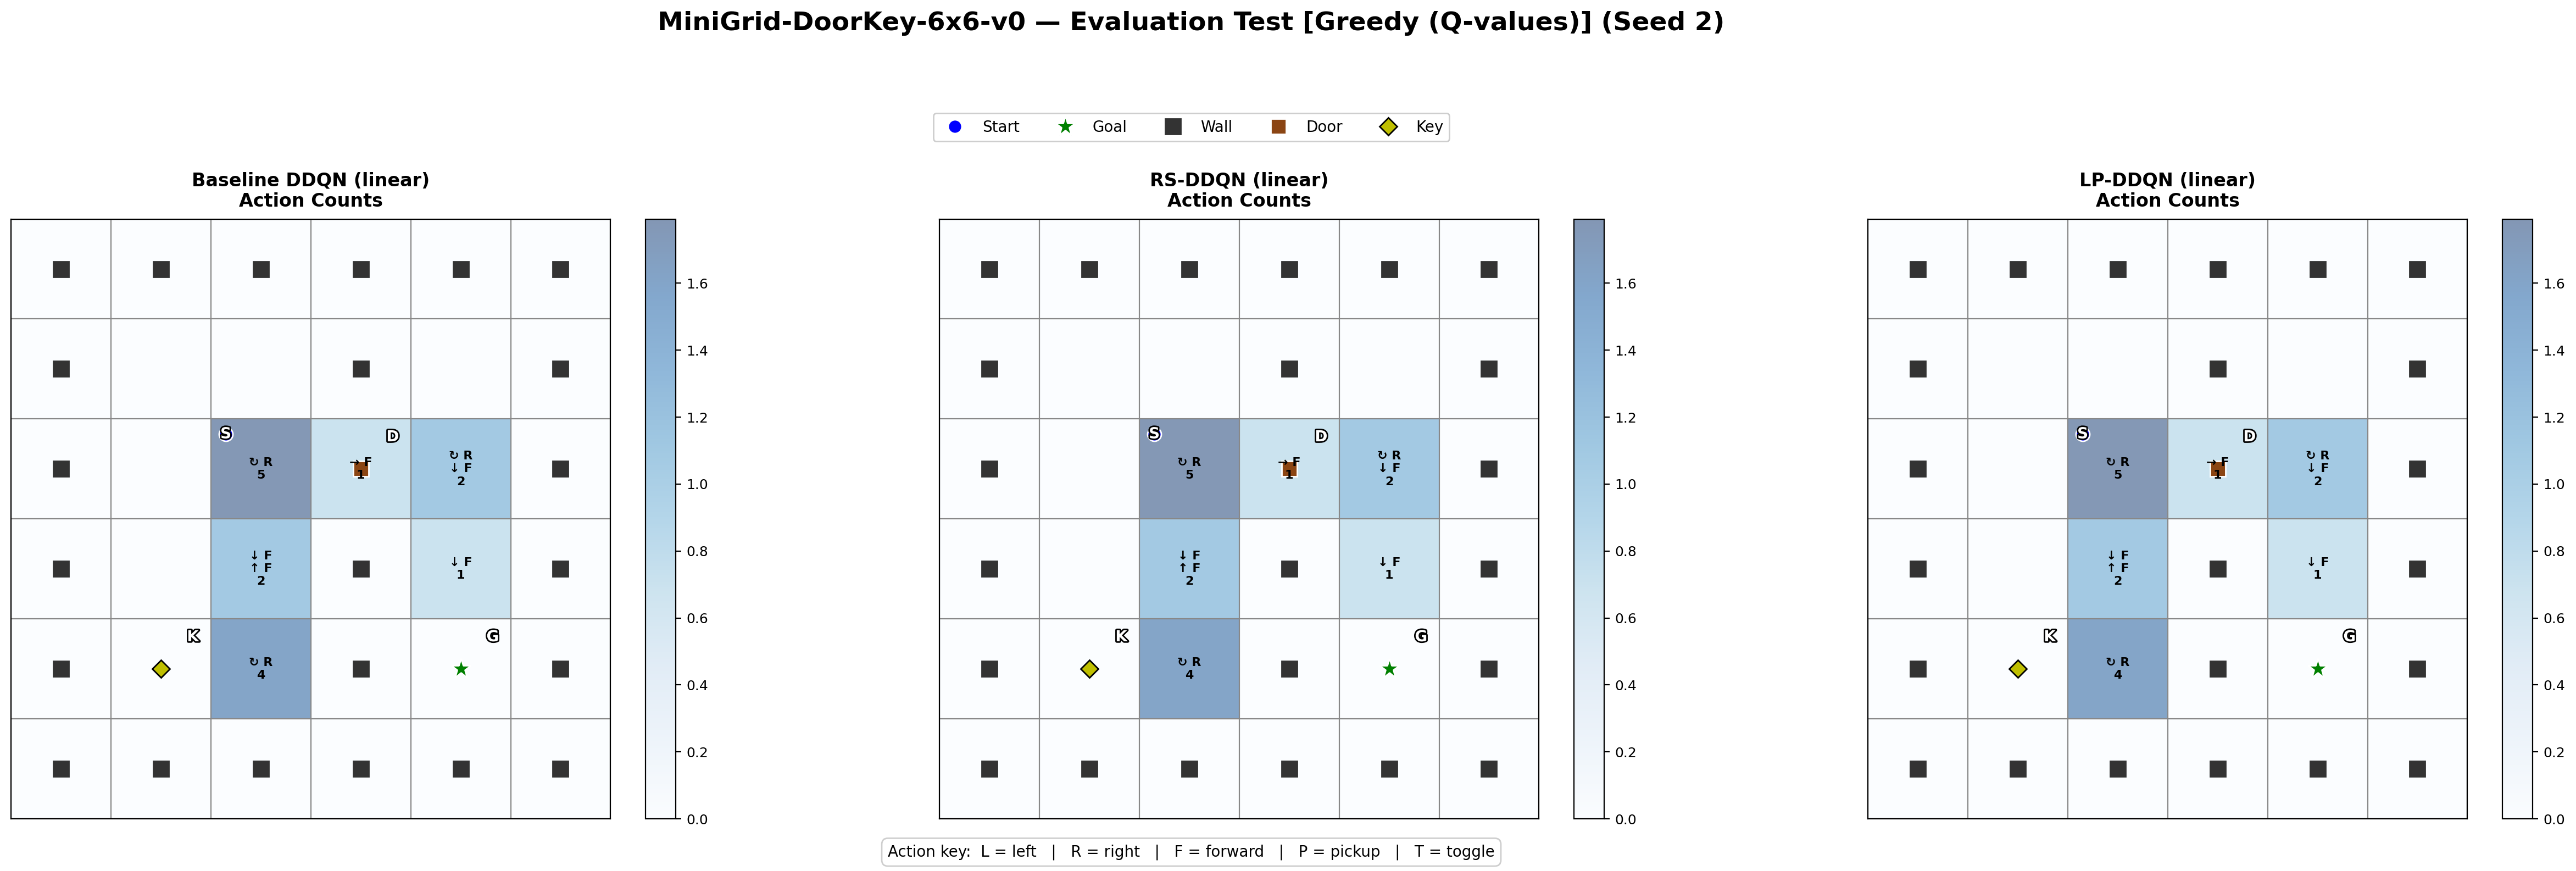 MiniGrid-DoorKey-6x6-v0 — Evaluation Test [Greedy (Q-values)] (Seed 2)
Start Goal Wall Door Key
Baseline DDQN (linear)
Action Counts
S
D
↻ R
5
→ F
1
↻ R
↓ F
2
↓ F
↑ F
2
↓ F
1
K
G
↻ R
4
1.6
1.4
1.2
1.0
0.8
0.6
0.4
0.2
0.0
RS-DDQN (linear)
Action Counts
S
D
↻ R
5
→ F
1
↻ R
↓ F
2
↓ F
↑ F
2
↓ F
1
K
G
↻ R
4
1.6
1.4
1.2
1.0
0.8
0.6
0.4
0.2
0.0
LP-DDQN (linear)
Action Counts
S
D
↻ R
5
→ F
1
↻ R
↓ F
2
↓ F
↑ F
2
↓ F
1
K
G
↻ R
4
1.6
1.4
1.2
1.0
0.8
0.6
0.4
0.2
0.0
Action key: L = left | R = right | F = forward | P = pickup | T = toggle